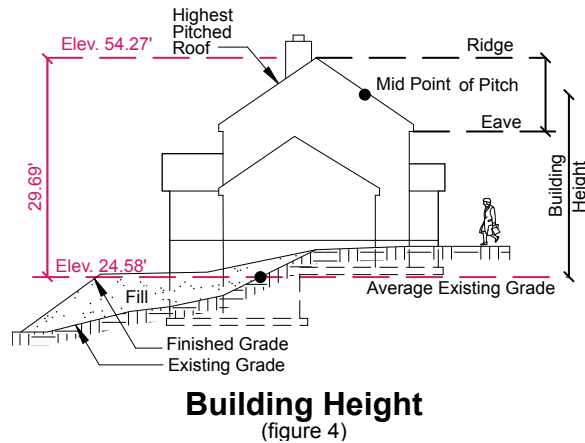 Highest
Pitched
Roof
Elev. 54.27'
Ridge
Mid Point of Pitch
Eave
29.69'
Building
Height
Elev. 24.58'
Average Existing Grade
Fill
Finished Grade
Existing Grade
Building Height
(figure 4)